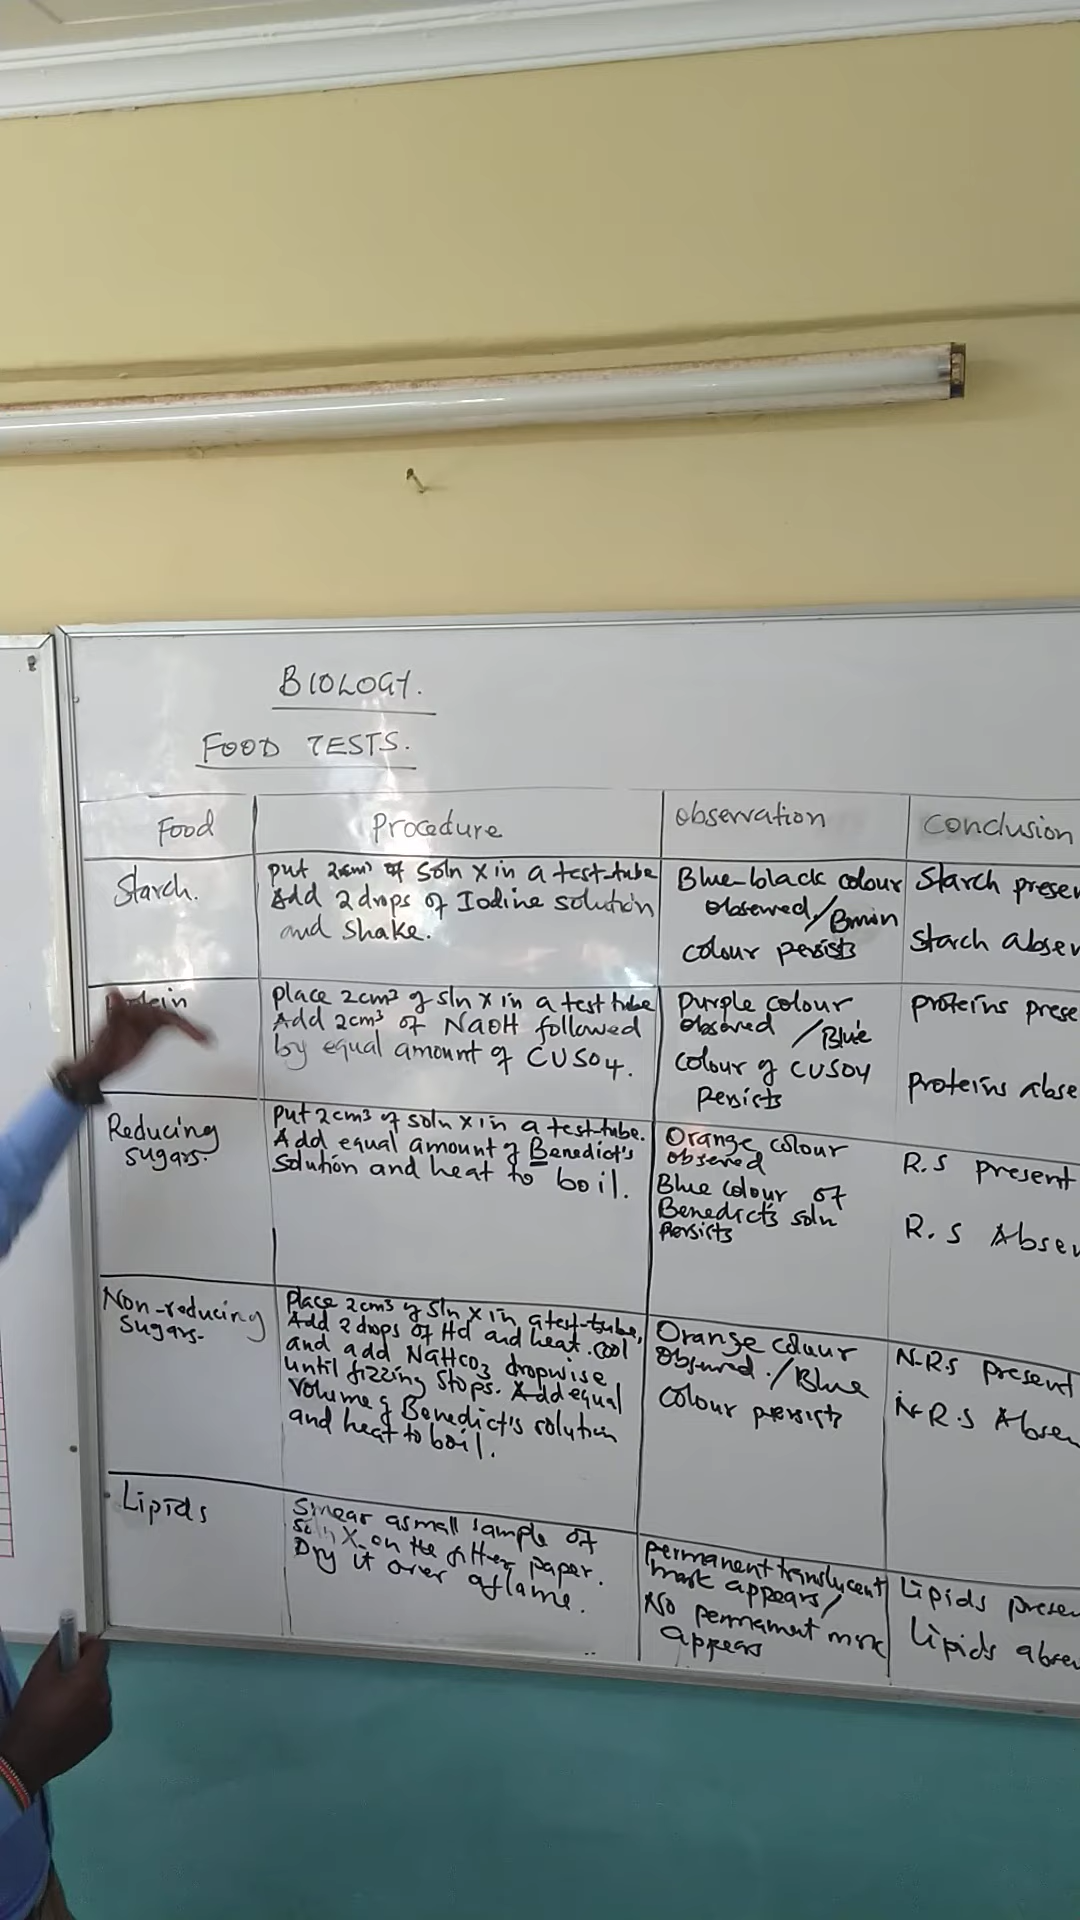 BIOLOGY.
FOOD TESTS.
Food
Procedure
observation
conclusion
Starch.
put 2cm³ of soln X in a test-tube
Add 2 drops of Iodine solution
and shake.
Blue-black colour
observed/Brown
colour persists
Starch presen
starch absen
place 2cm³ of sln X in a test tube
Add 2cm³ of NaOH followed
by equal amount of CUSO4.
Purple colour
observed /Blue
colour of CUSO4
Persists
proteins prese
proteins abse
Reducing
sugars.
put 2cm³ of soln X in a test-tube.
Add equal amount of Benedict's
solution and heat to boil.
Orange colour
observed
Blue colour of
Benedict's soln
persists
R.S present
R.S Absen
Non-reducing
sugars.
Place 2cm³ of sln X in a test-tube,
Add 2 drops of Hcl and heat. cool
and add NaHCO3 dropwise
until fizzing stops. Add equal
volume of Benedict's solution
and heat to boil.
Orange colour
observed./Blue
colour persists
N-R.S present
N-R.S Absen
Lipids
Smear a small sample of
soln X on the filter paper.
Dry it over a flame.
permanent translucent
mark appears/
No permanent mark
appears
Lipids presen
Lipids absen